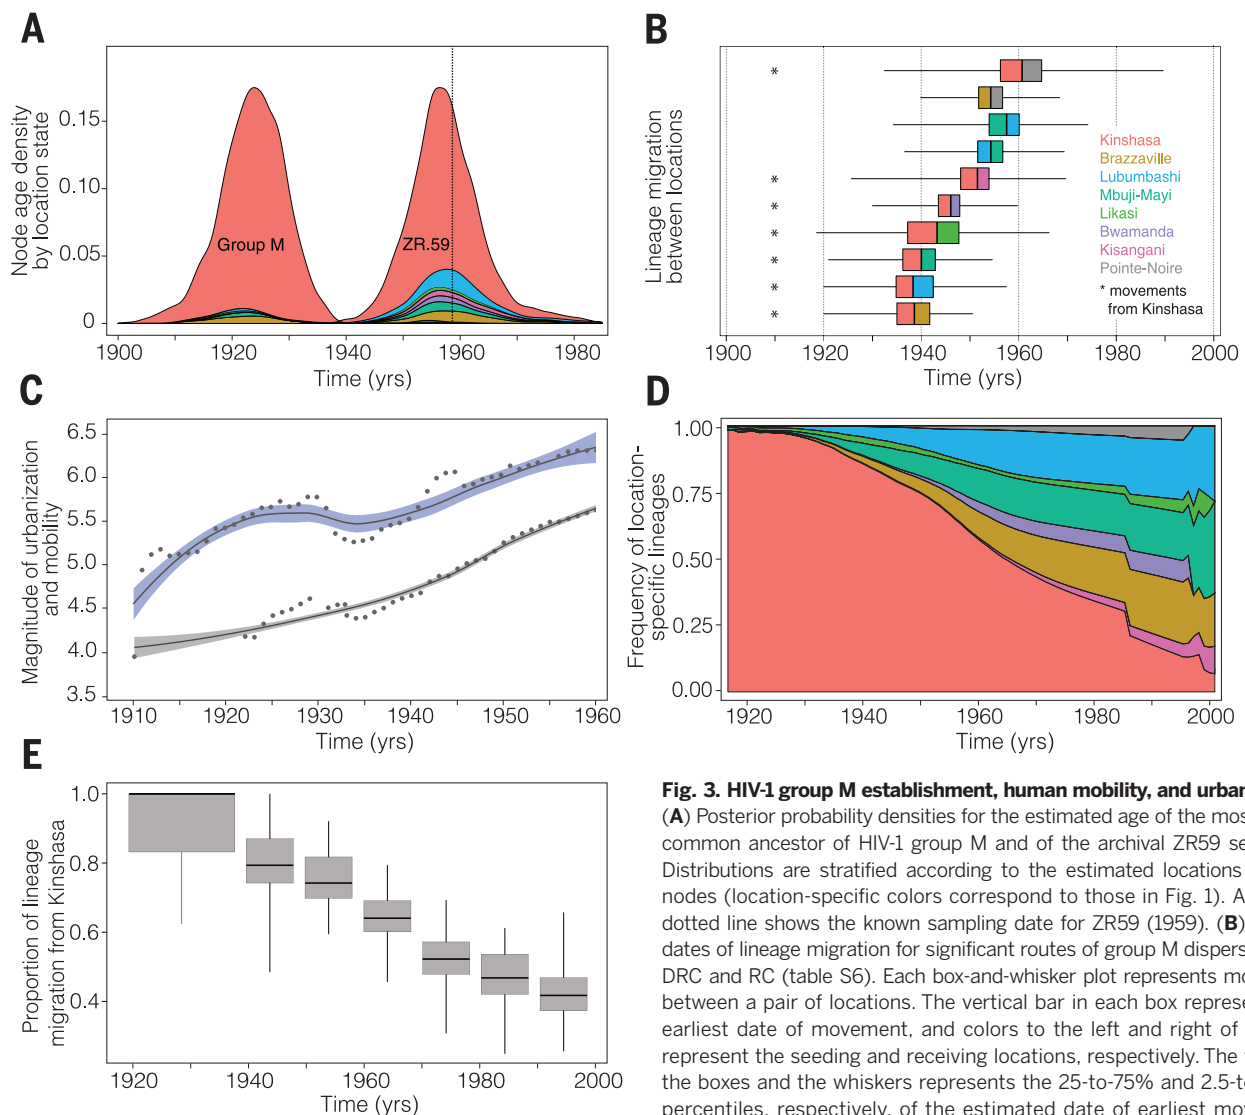 A
Node age density
by location state
0.15
0.10
0.05
0
Group M
ZR.59
1900
1920
1940
1960
1980
Time (yrs)
B
Lineage migration
between locations
*
*
*
*
*
*
*
Kinshasa
Brazzaville
Lubumbashi
Mbuji-Mayi
Likasi
Bwamanda
Kisangani
Pointe-Noire
* movements
from Kinshasa
1900
1920
1940
1960
1980
2000
Time (yrs)
C
Magnitude of urbanization
and mobility
6.5
6.0
5.5
5.0
4.5
4.0
3.5
1910
1920
1930
1940
1950
1960
Time (yrs)
D
Frequency of location-
specific lineages
1.00
0.75
0.50
0.25
0.00
1920
1940
1960
1980
2000
Time (yrs)
E
Proportion of lineage
migration from Kinshasa
1.0
0.8
0.6
0.4
1920
1940
1960
1980
2000
Time (yrs)
Fig. 3. HIV-1 group M establishment, human mobility, and urban
(A) Posterior probability densities for the estimated age of the mos
common ancestor of HIV-1 group M and of the archival ZR59 se
Distributions are stratified according to the estimated locations
nodes (location-specific colors correspond to those in Fig. 1). A
dotted line shows the known sampling date for ZR59 (1959). (B)
dates of lineage migration for significant routes of group M dispers
DRC and RC (table S6). Each box-and-whisker plot represents mo
between a pair of locations. The vertical bar in each box represe
earliest date of movement, and colors to the left and right of
represent the seeding and receiving locations, respectively. The
the boxes and the whiskers represents the 25-to-75% and 2.5-to-
percentiles, respectively, of the estimated date of earliest mov